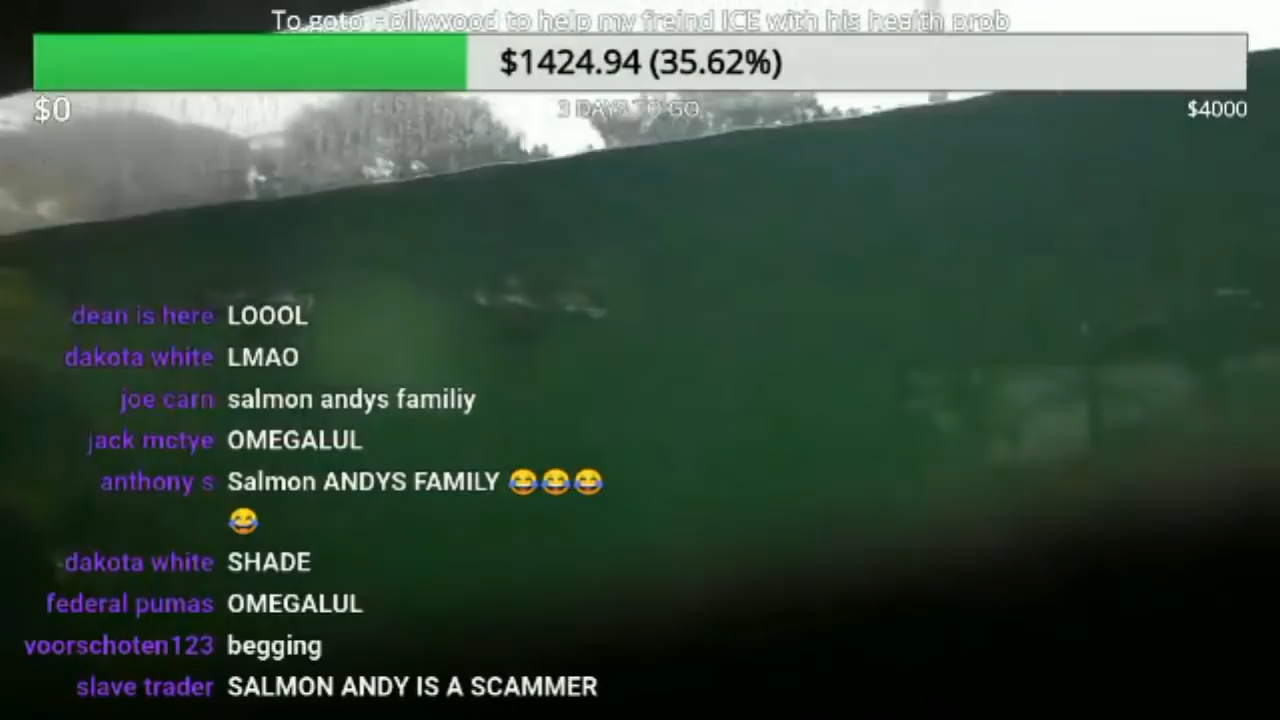 To goto Hollywood to help my freind ICE with his health prob
$1424.94 (35.62%)
$0
3 DAYS TO GO
$4000
dean is here LOOOL
dakota white LMAO
joe carn salmon andys familiy
jack mctye OMEGALUL
anthony s Salmon ANDYS FAMILY 😂😂😂
😂
dakota white SHADE
federal pumas OMEGALUL
voorschoten123 begging
slave trader SALMON ANDY IS A SCAMMER